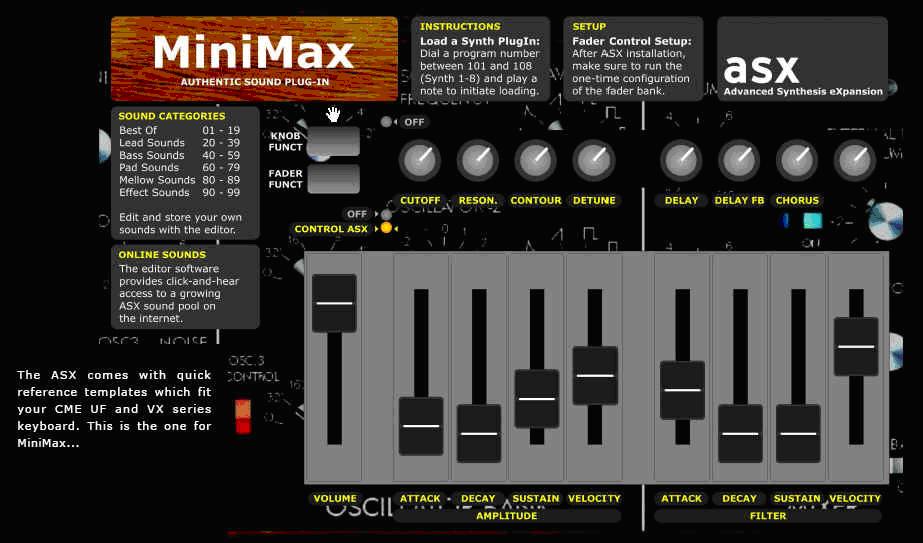 MiniMax
AUTHENTIC SOUND PLUG-IN
INSTRUCTIONS
Load a Synth PlugIn:
Dial a program number
between 101 and 108
(Synth 1-8) and play a
note to initiate loading.
SETUP
Fader Control Setup:
After ASX installation,
make sure to run the
one-time configuration
of the fader bank.
asx
Advanced Synthesis eXpansion
SOUND CATEGORIES
Best Of 01 - 19
Lead Sounds 20 - 39
Bass Sounds 40 - 59
Pad Sounds 60 - 79
Mellow Sounds 80 - 89
Effect Sounds 90 - 99
Edit and store your own
sounds with the editor.
ONLINE SOUNDS
The editor software
provides click-and-hear
access to a growing
ASX sound pool on
the internet.
KNOB
FUNCT
FADER
FUNCT
OFF
OFF
CONTROL ASX
CUTOFF RESON. CONTOUR DETUNE DELAY DELAY FB CHORUS
OSC.3
CONTROL
The ASX comes with quick
reference templates which fit
your CME UF and VX series
keyboard. This is the one for
MiniMax...
VOLUME ATTACK DECAY SUSTAIN VELOCITY ATTACK DECAY SUSTAIN VELOCITY
AMPLITUDE FILTER